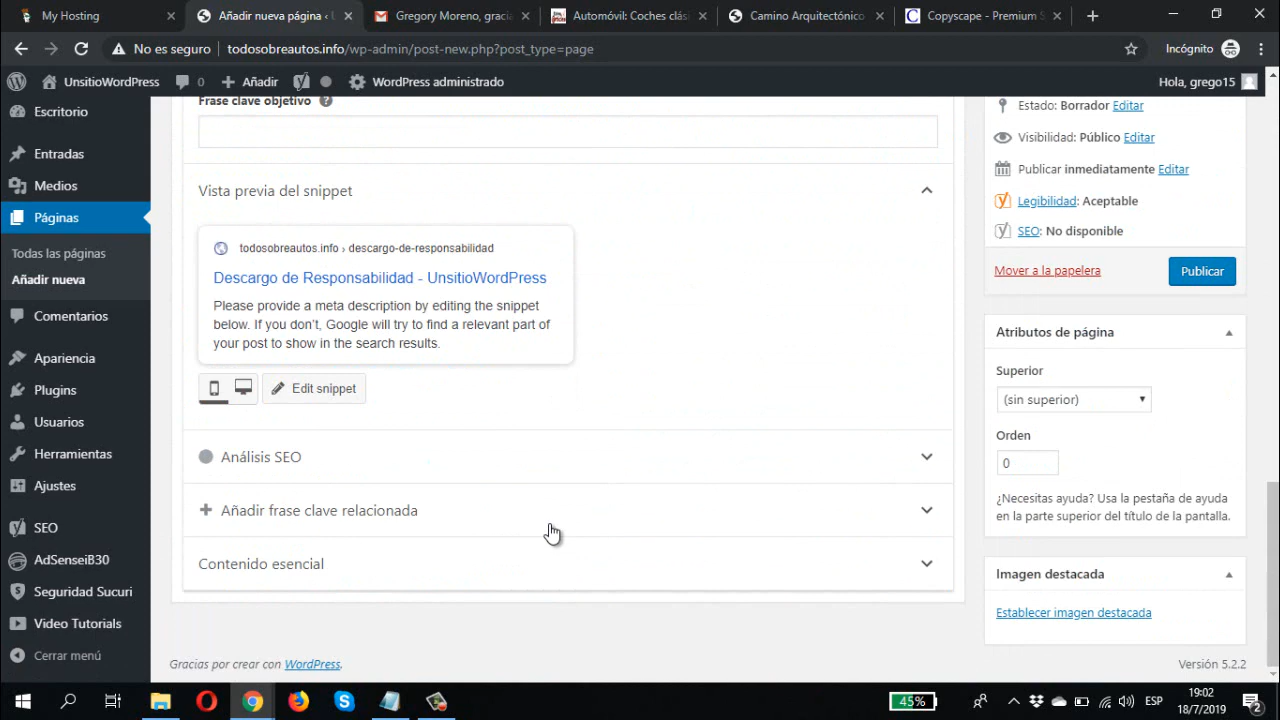 My Hosting
Añadir nueva página ‹ U
Gregory Moreno, gracia
Automóvil: Coches clási
Camino Arquitectónico
Copyscape - Premium S
No es seguro
todosobreautos.info/wp-admin/post-new.php?post_type=page
Incógnito
UnsitioWordPress
0
Añadir
WordPress administrado
Hola, grego15
Escritorio
Entradas
Medios
Páginas
Todas las páginas
Añadir nueva
Comentarios
Apariencia
Plugins
Usuarios
Herramientas
Ajustes
SEO
AdSenseiB30
Seguridad Sucuri
Video Tutorials
Cerrar menú
Frase clave objetivo
Vista previa del snippet
todosobreautos.info › descargo-de-responsabilidad
Descargo de Responsabilidad - UnsitioWordPress
Please provide a meta description by editing the snippet
below. If you don't, Google will try to find a relevant part of
your post to show in the search results.
Edit snippet
Análisis SEO
Añadir frase clave relacionada
Contenido esencial
Gracias por crear con WordPress.
Estado: Borrador Editar
Visibilidad: Público Editar
Publicar inmediatamente Editar
Legibilidad: Aceptable
SEO: No disponible
Mover a la papelera
Publicar
Atributos de página
Superior
(sin superior)
Orden
0
¿Necesitas ayuda? Usa la pestaña de ayuda
en la parte superior del título de la pantalla.
Imagen destacada
Establecer imagen destacada
Versión 5.2.2
45%
ESP
19:02
18/7/2019
2